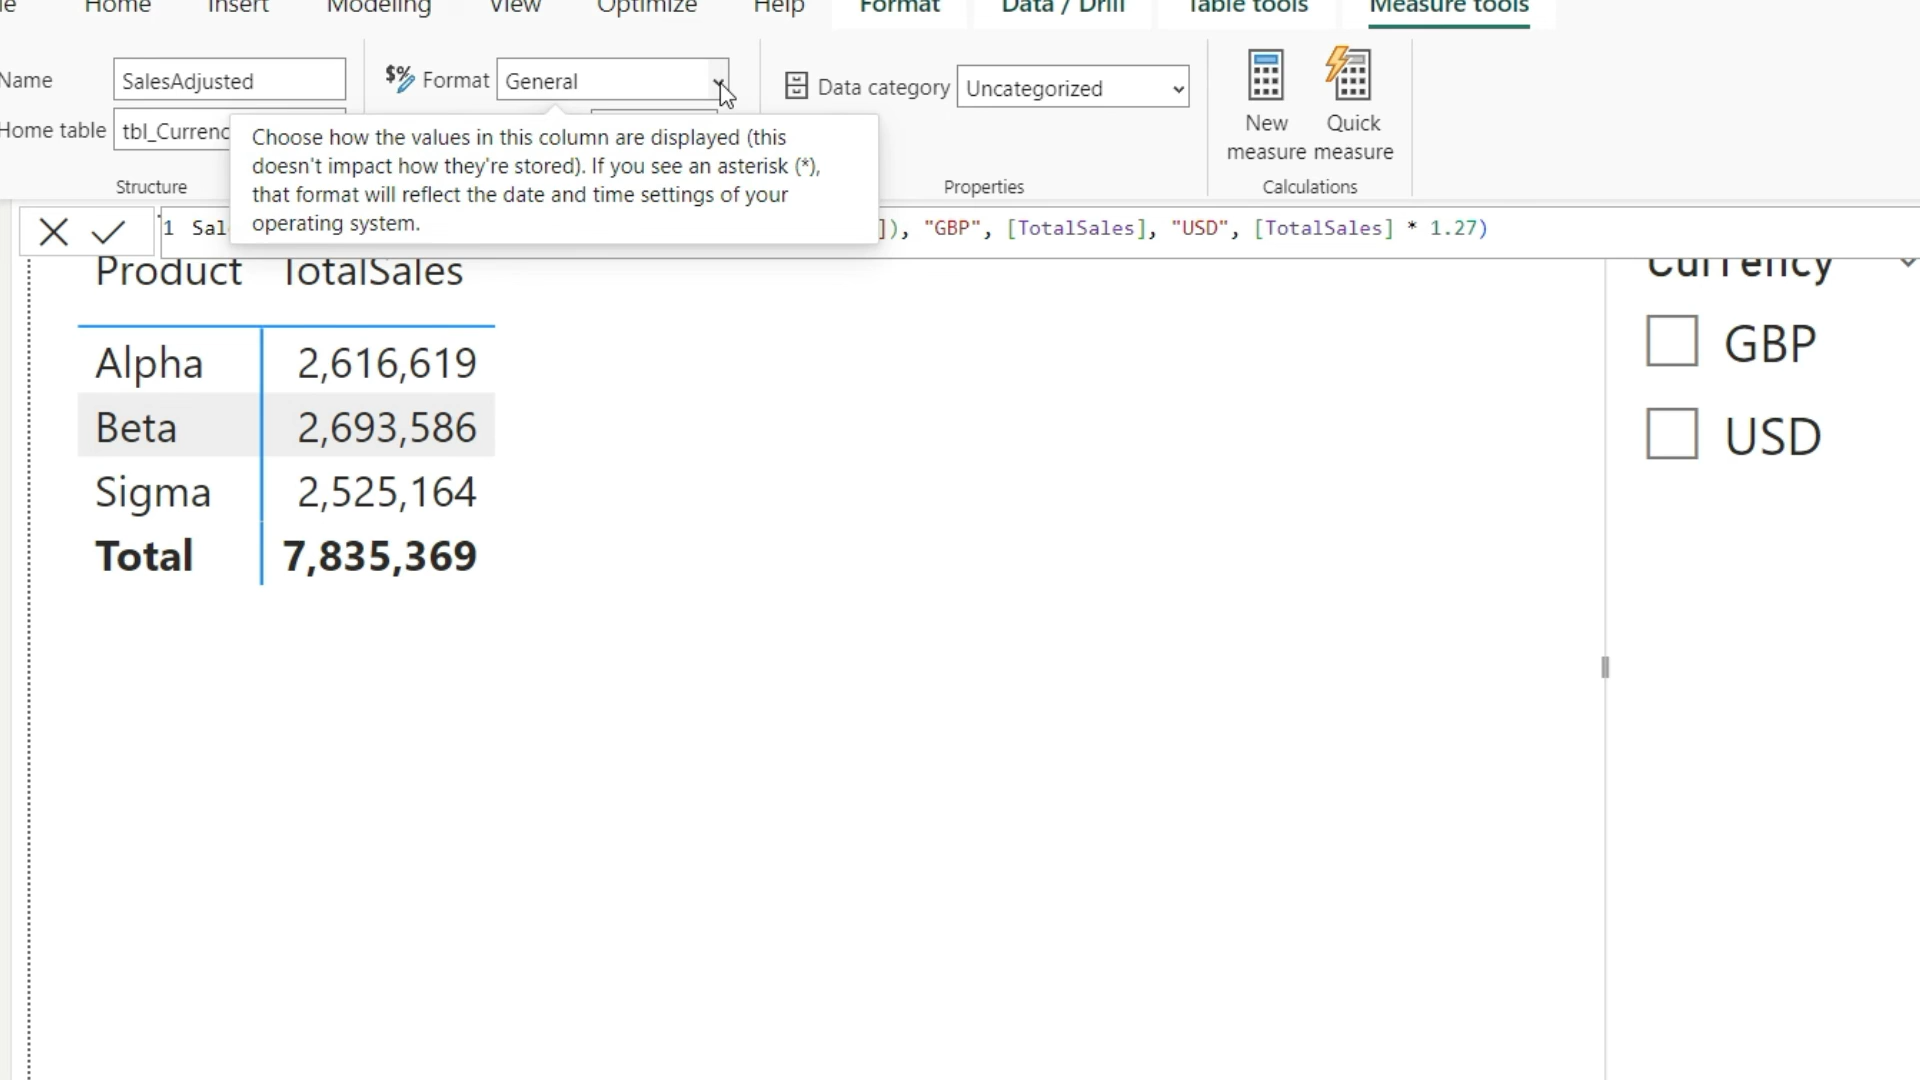 Home Insert Modeling View Optimize Help Format Data / Drill Table tools Measure tools
Name SalesAdjusted $% Format General Data category Uncategorized
Home table tbl_Currenc
New measure
Quick measure
Choose how the values in this column are displayed (this
doesn't impact how they're stored). If you see an asterisk (*),
that format will reflect the date and time settings of your
operating system.
Structure Properties Calculations
1 Sal ]), "GBP", [TotalSales], "USD", [TotalSales] * 1.27)
Product TotalSales
Alpha 2,616,619
Beta 2,693,586
Sigma 2,525,164
Total 7,835,369
Currency
GBP
USD